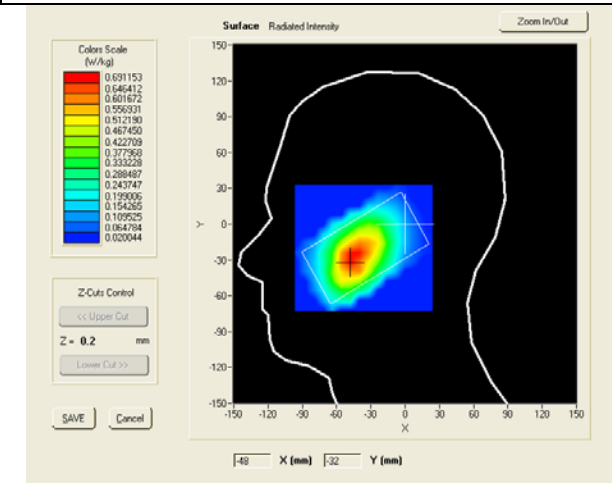 Surface Radiated Intensity
Zoom In/Out
Colors Scale
(W/kg)
0.691153
0.646412
0.601672
0.556931
0.512190
0.467450
0.422709
0.377968
0.333228
0.288487
0.243747
0.199006
0.154265
0.109525
0.064784
0.020044
150-
120-
90-
60-
30-
0-
-30-
-60-
-90-
-120-
-150-
Y
-150 -120 -90 -60 -30 0 30 60 90 120 150
X
Z-Cuts Control
<< Upper Cut
Z = 0.2 mm
Lower Cut >>
SAVE Cancel
-48 X (mm) -32 Y (mm)